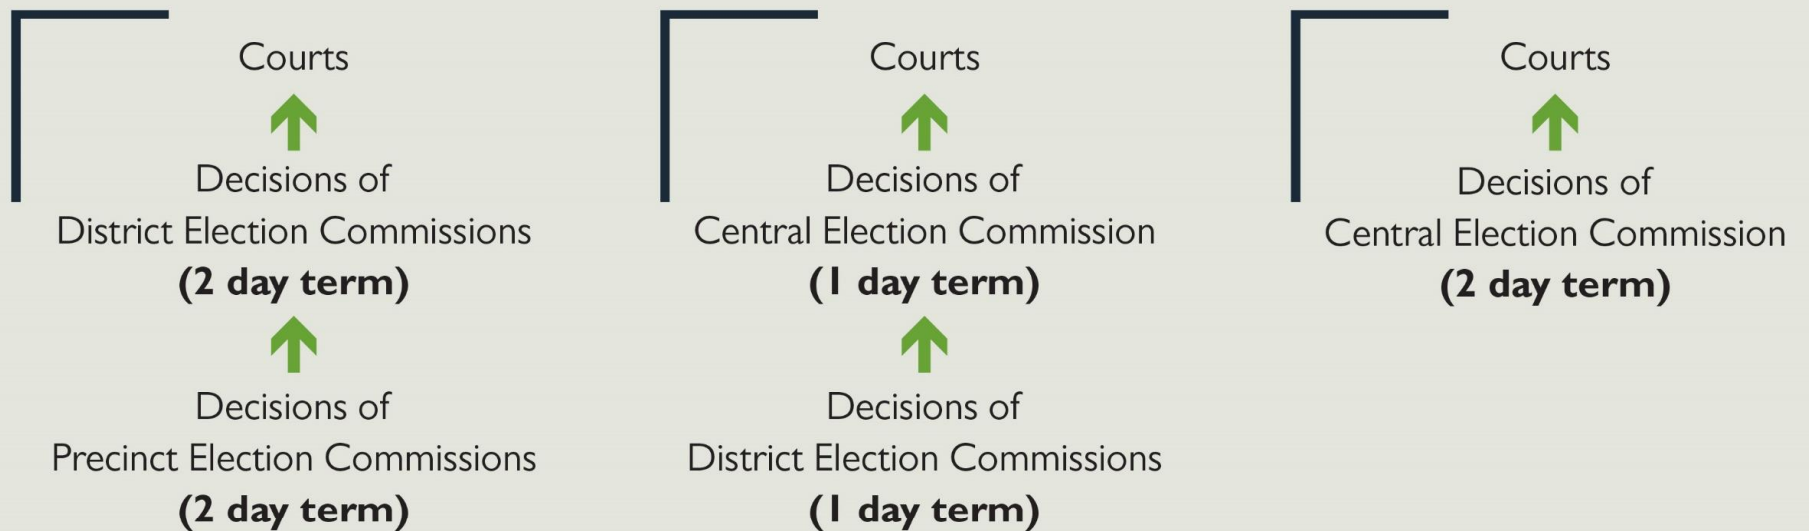 Courts
Decisions of
District Election Commissions
(2 day term)
Decisions of
Precinct Election Commissions
(2 day term)
Courts
Decisions of
Central Election Commission
(1 day term)
Decisions of
District Election Commissions
(1 day term)
Courts
Decisions of
Central Election Commission
(2 day term)